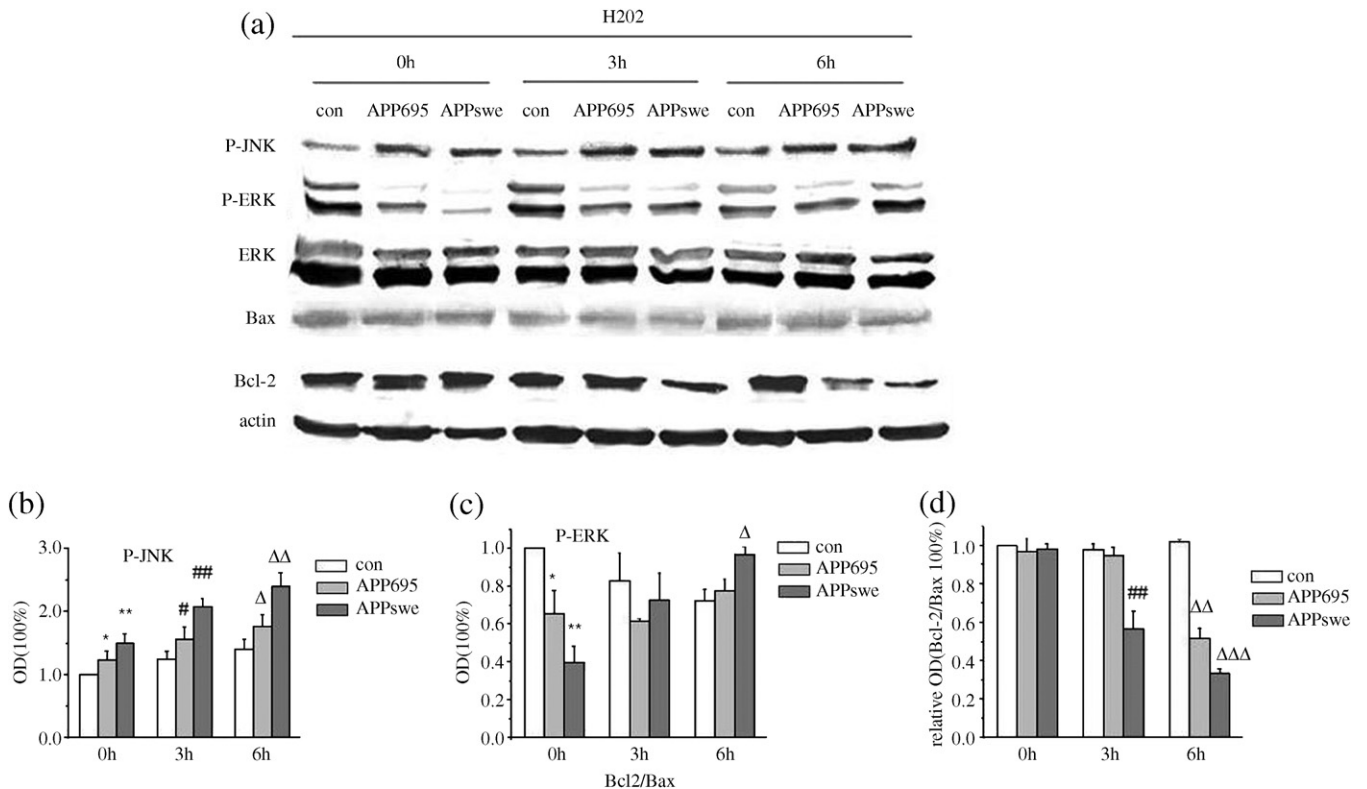 (a)
H202
0h 3h 6h
con APP695 APPswe con APP695 APPswe con APP695 APPswe
P-JNK
P-ERK
ERK
Bax
Bcl-2
actin
(b)
P-JNK
OD(100%)
3.0
2.0
1.0
0.0
* ** # ## Δ ΔΔ
0h 3h 6h
con
APP695
APPswe
(c)
P-ERK
OD(100%)
1.0
0.8
0.6
0.4
0.2
0.0
* ** Δ
0h 3h 6h
Bcl2/Bax
con
APP695
APPswe
(d)
relative OD(Bcl-2/Bax 100%)
1.0
0.8
0.6
0.4
0.2
0.0
## ΔΔ ΔΔΔ
0h 3h 6h
con
APP695
APPswe